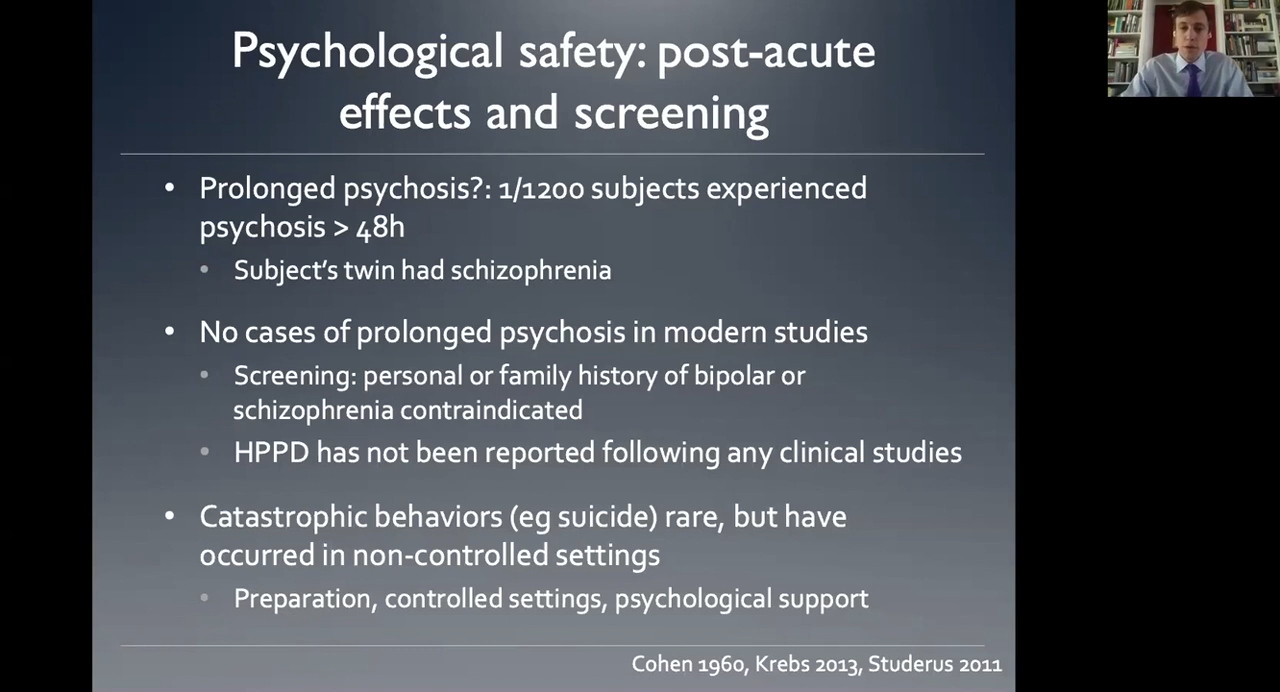 Psychological safety: post-acute
effects and screening
• Prolonged psychosis?: 1/1200 subjects experienced
psychosis > 48h
• Subject's twin had schizophrenia
• No cases of prolonged psychosis in modern studies
• Screening: personal or family history of bipolar or
schizophrenia contraindicated
• HPPD has not been reported following any clinical studies
• Catastrophic behaviors (eg suicide) rare, but have
occurred in non-controlled settings
• Preparation, controlled settings, psychological support
Cohen 1960, Krebs 2013, Studerus 2011